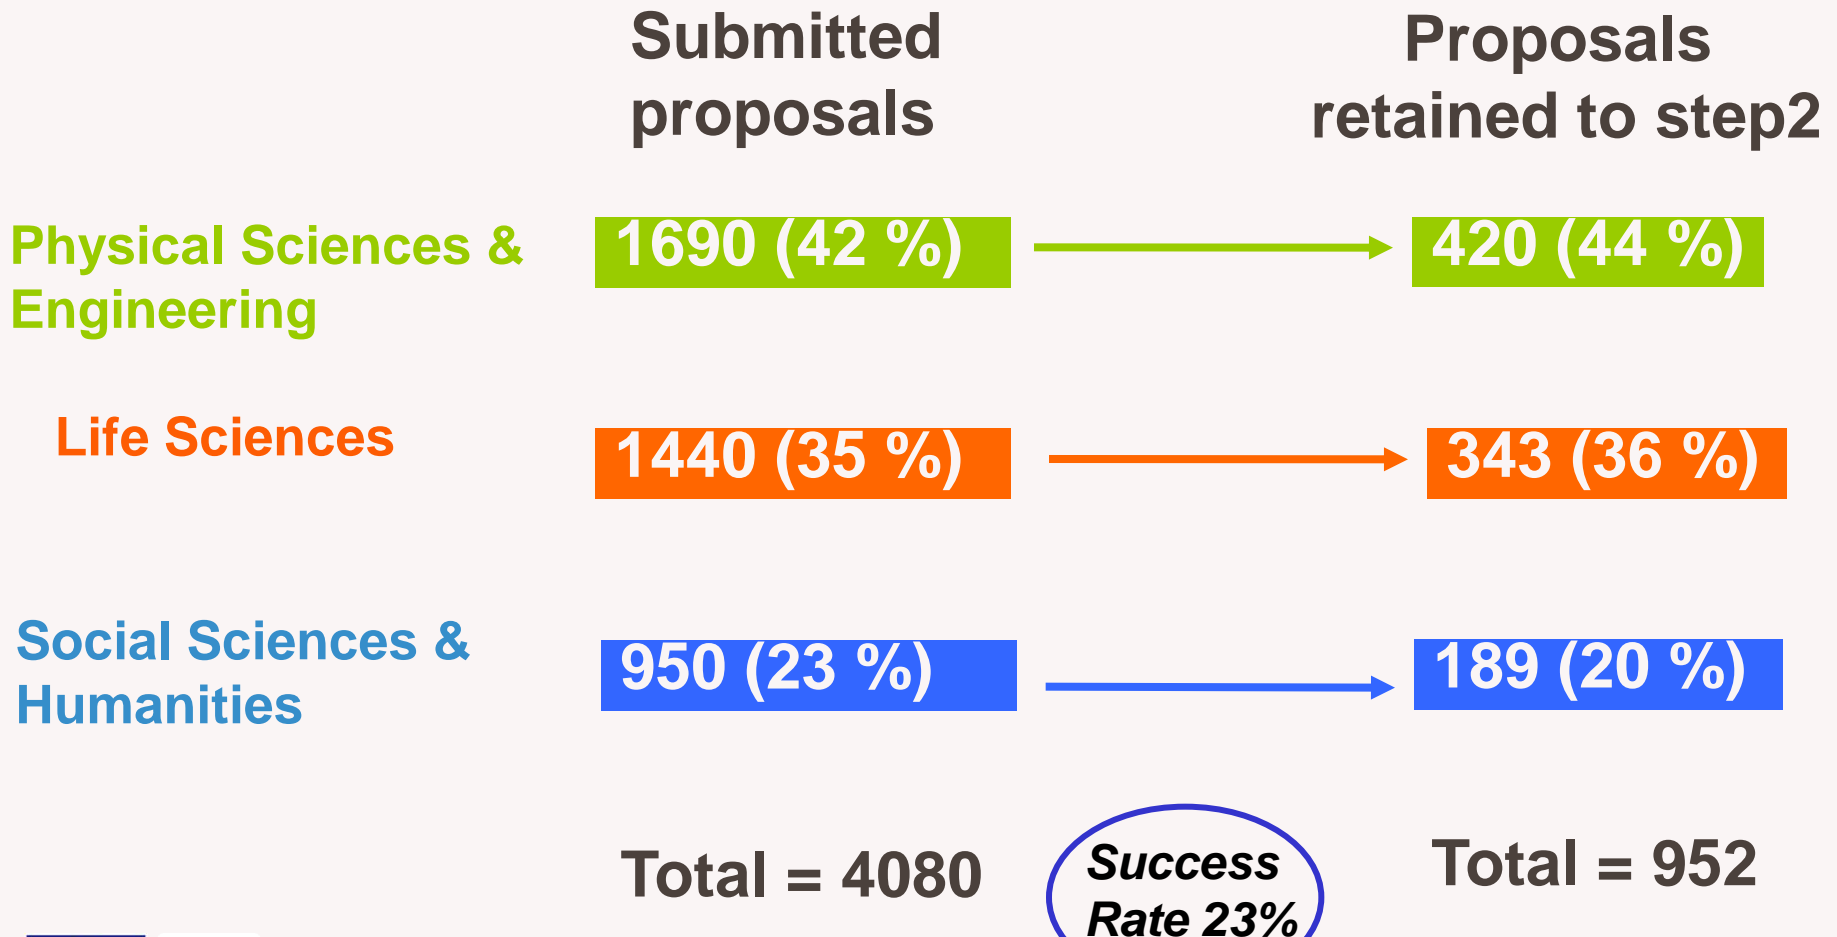 Submitted
proposals
Proposals
retained to step2
Physical Sciences &
Engineering
1690 (42 %)
420 (44 %)
Life Sciences
1440 (35 %)
343 (36 %)
Social Sciences &
Humanities
950 (23 %)
189 (20 %)
Total = 4080
Success
Rate 23%
Total = 952